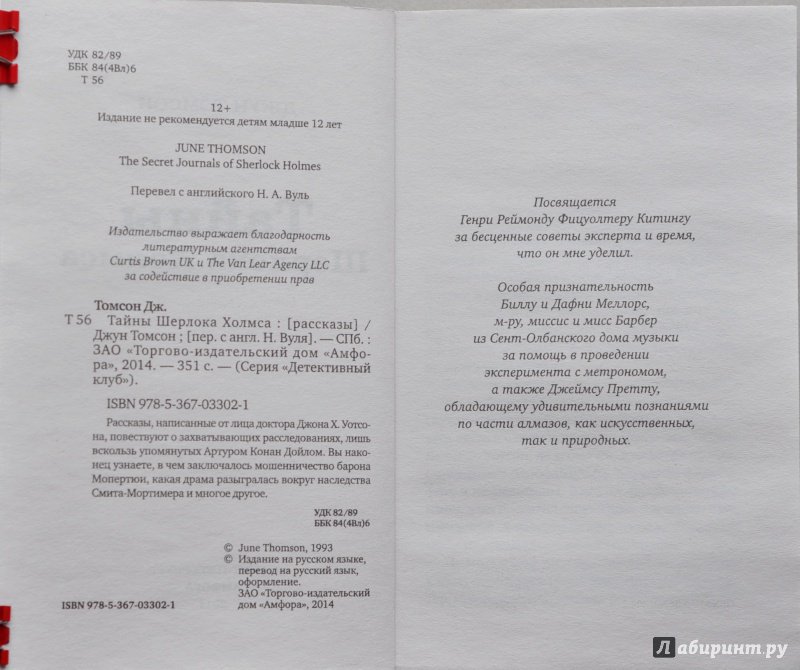 УДК 82/89
ББК 84(4Вл)6
Т 56
12+
Издание не рекомендуется детям младше 12 лет
JUNE THOMSON
The Secret Journals of Sherlock Holmes
Перевел с английского Н. А. Вуль
Издательство выражает благодарность
литературным агентствам
Curtis Brown UK и The Van Lear Agency LLC
за содействие в приобретении прав
Томсон Дж.
Т 56 Тайны Шерлока Холмса : [рассказы] /
Джун Томсон ; [пер. с англ. Н. Вуля]. — СПб. :
ЗАО «Торгово-издательский дом «Амфо-
ра», 2014. — 351 с. — (Серия «Детективный
клуб»).
ISBN 978-5-367-03302-1
Рассказы, написанные от лица доктора Джона Х. Уотсо-
на, повествуют о захватывающих расследованиях, лишь
вскользь упомянутых Артуром Конан Дойлом. Вы нако-
нец узнаете, в чем заключалось мошенничество барона
Мопертюи, какая драма разыгралась вокруг наследства
Смита-Мортимера и многое другое.
УДК 82/89
ББК 84(4Вл)6
© June Thomson, 1993
© Издание на русском языке,
перевод на русский язык,
оформление.
ЗАО «Торгово-издательский
дом «Амфора», 2014
ISBN 978-5-367-03302-1
Посвящается
Генри Реймонду Фицуолтеру Китингу
за бесценные советы эксперта и время,
что он мне уделил.
Особая признательность
Биллу и Дафни Меллорс,
м-ру, миссис и мисс Барбер
из Сент-Олбанского дома музыки
за помощь в проведении
эксперимента с метрономом,
а также Джеймсу Претту,
обладающему удивительными познаниями
по части алмазов, как искусственных,
так и природных.
Лабиринт.ру